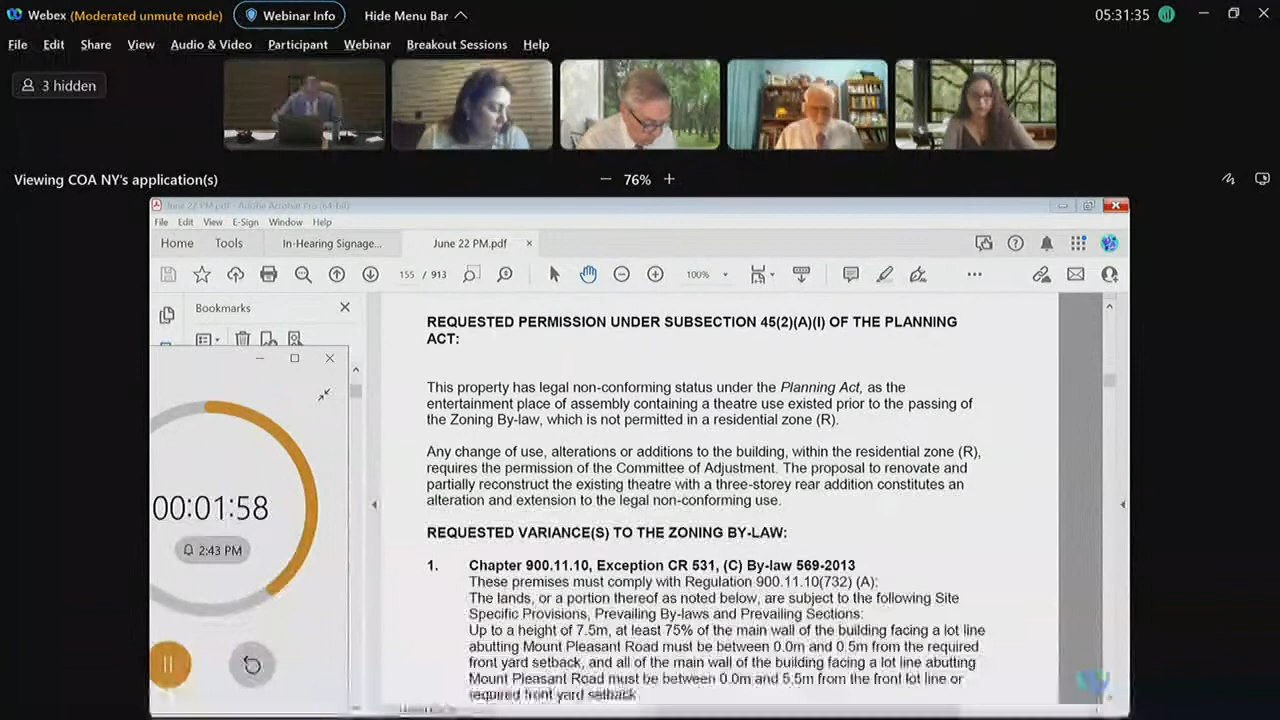 Webex (Moderated unmute mode) Webinar Info Hide Menu Bar 05:31:35
File Edit Share View Audio & Video Participant Webinar Breakout Sessions Help
3 hidden
Viewing COA NY's application(s) 76%
June 22 PM.pdf - Adobe Acrobat Pro (64-bit)
File Edit View E-Sign Window Help
Home Tools In-Hearing Signage... June 22 PM.pdf
155 / 913 100%
Bookmarks
00:01:58
2:43 PM
REQUESTED PERMISSION UNDER SUBSECTION 45(2)(A)(I) OF THE PLANNING
ACT:
This property has legal non-conforming status under the Planning Act, as the
entertainment place of assembly containing a theatre use existed prior to the passing of
the Zoning By-law, which is not permitted in a residential zone (R).
Any change of use, alterations or additions to the building, within the residential zone (R),
requires the permission of the Committee of Adjustment. The proposal to renovate and
partially reconstruct the existing theatre with a three-storey rear addition constitutes an
alteration and extension to the legal non-conforming use.
REQUESTED VARIANCE(S) TO THE ZONING BY-LAW:
1. Chapter 900.11.10, Exception CR 531, (C) By-law 569-2013
These premises must comply with Regulation 900.11.10(732) (A):
The lands, or a portion thereof as noted below, are subject to the following Site
Specific Provisions, Prevailing By-laws and Prevailing Sections:
Up to a height of 7.5m, at least 75% of the main wall of the building facing a lot line
abutting Mount Pleasant Road must be between 0.0m and 0.5m from the required
front yard setback, and all of the main wall of the building facing a lot line abutting
Mount Pleasant Road must be between 0.0m and 5.5m from the front lot line or
required front yard setback